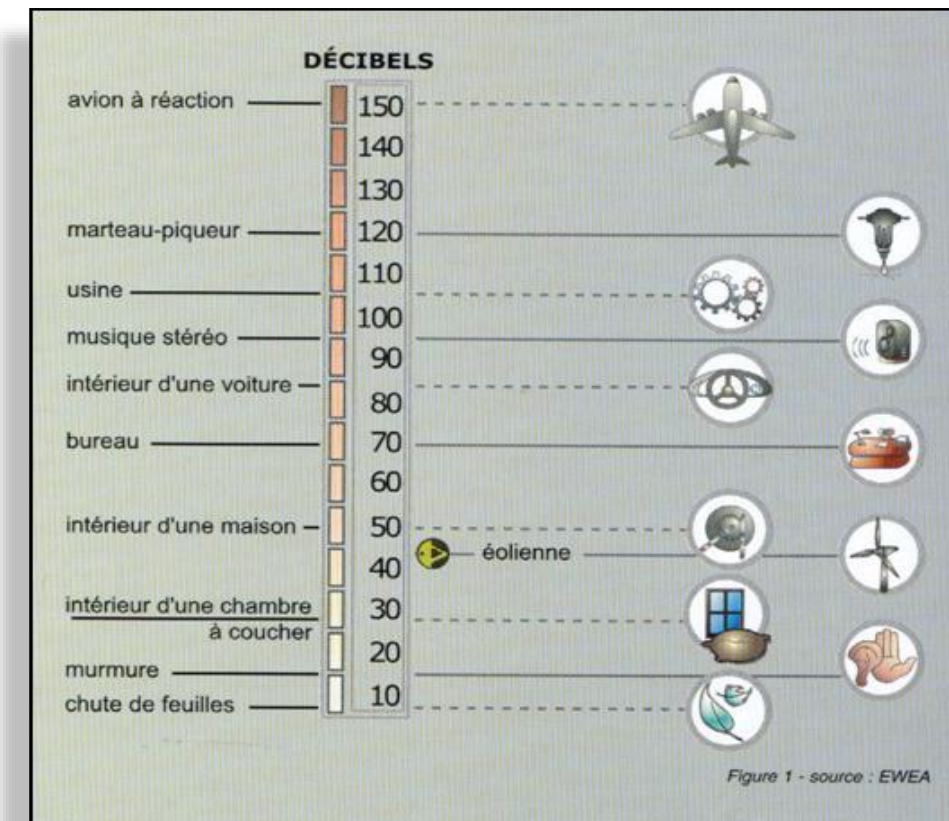 DÉCIBELS
avion à réaction 150
140
130
marteau-piqueur 120
110
usine
100
musique stéréo
90
intérieur d'une voiture
80
bureau 70
60
intérieur d'une maison 50
éolienne
40
intérieur d'une chambre 30
à coucher
20
murmure
10
chute de feuilles
Figure 1 - source : EWEA